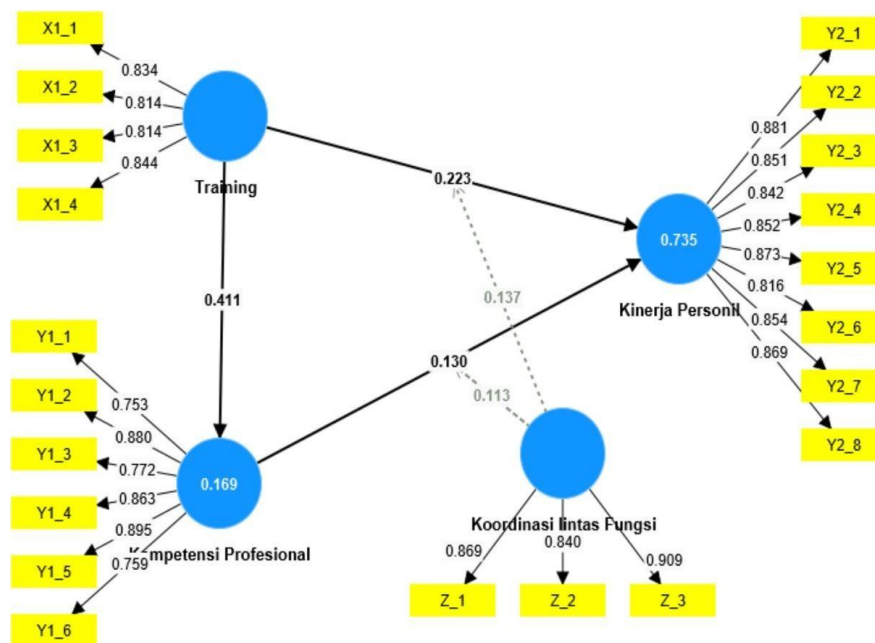 X1_1
X1_2
X1_3
X1_4
0.834
0.814
0.814
0.844
Training
0.411
0.223
0.137
0.130
0.113
Y1_1
Y1_2
Y1_3
Y1_4
Y1_5
Y1_6
0.753
0.880
0.772
0.863
0.895
0.759
0.169
Kompetensi Profesional
Koordinasi lintas Fungsi
0.869
0.840
0.909
Z_1
Z_2
Z_3
0.735
Kinerja Personil
0.881
0.851
0.842
0.852
0.873
0.816
0.854
0.869
Y2_1
Y2_2
Y2_3
Y2_4
Y2_5
Y2_6
Y2_7
Y2_8